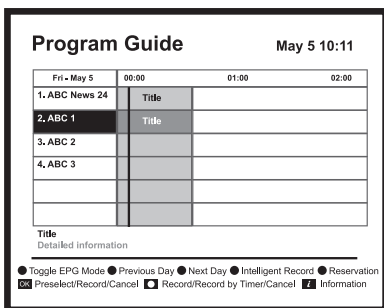 Program Guide May 5 10:11
Fri - May 5 00:00 01:00 02:00
1. ABC News 24 Title
2. ABC 1 Title
3. ABC 2
4. ABC 3
Title
Detailed information
Toggle EPG Mode Previous Day Next Day Intelligent Record Reservation
OK Preselect/Record/Cancel Record/Record by Timer/Cancel i Information